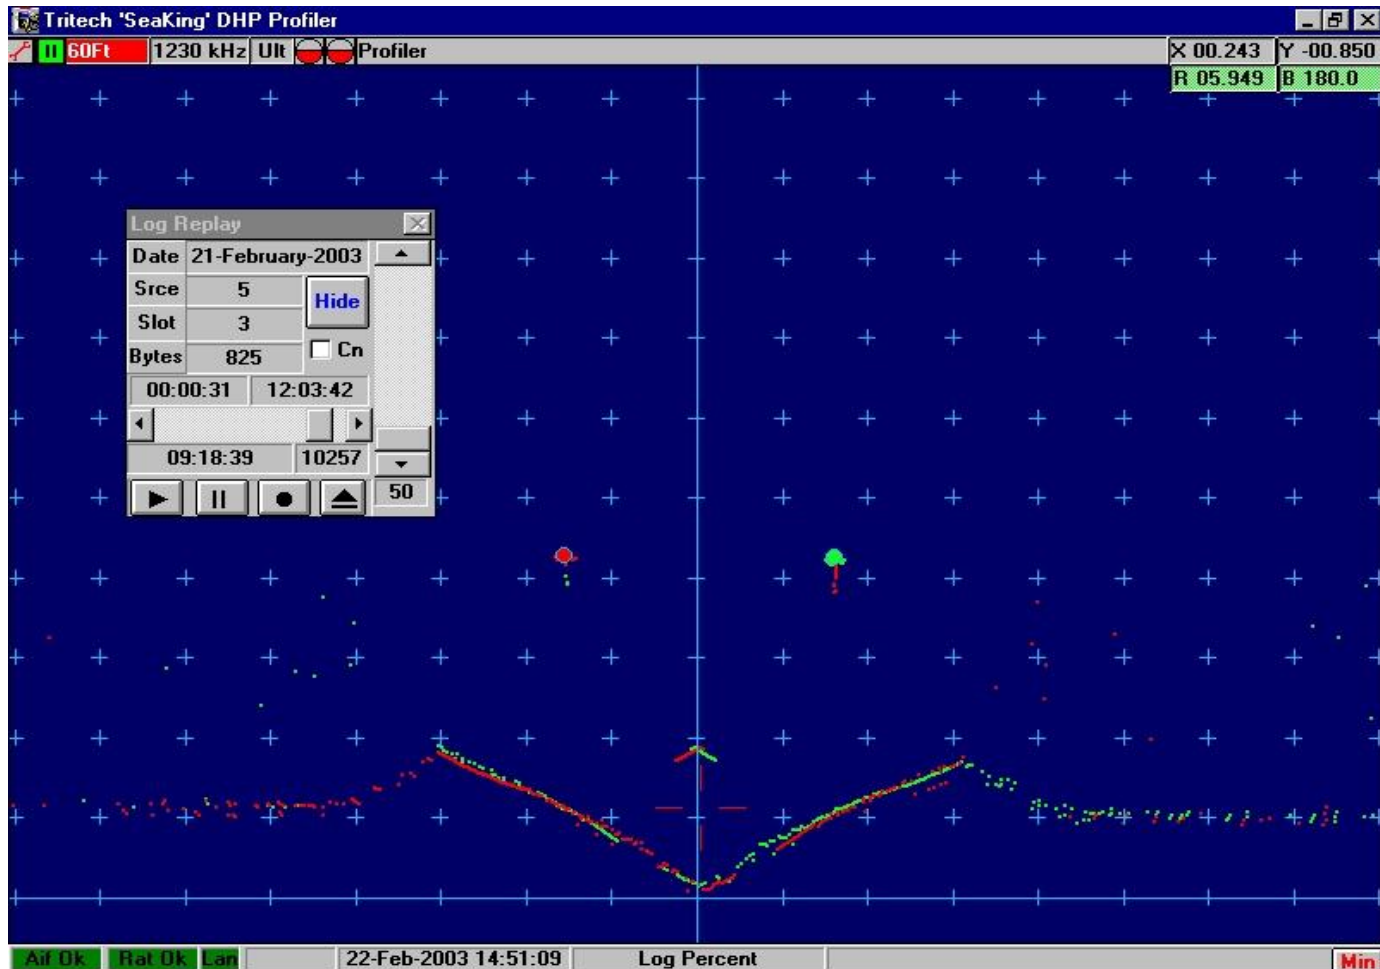 Tritech 'SeaKing' DHP Profiler
60Ft 1230 kHz Ult Profiler X 00.243 Y -00.850
R 05.949 B 180.0
Log Replay
Date 21-February-2003
Srce 5
Hide
Slot 3
Bytes 825 Cn
00:00:31 12:03:42
09:18:39 10257
50
Aif Ok Rat Ok Lan 22-Feb-2003 14:51:09 Log Percent Min